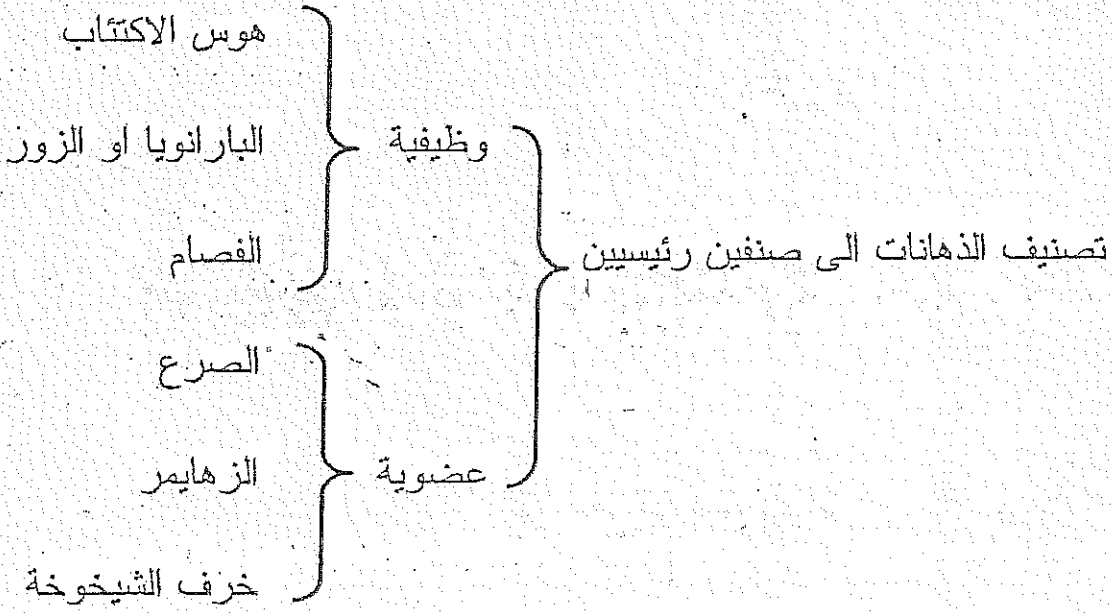 تصنيف الذهانات الى صنفين رئيسيين
وظيفية
هوس الاكتئاب
البارانويا او الزوز
الفصام
عضوية
الصرع
الزهايمر
خرف الشيخوخة